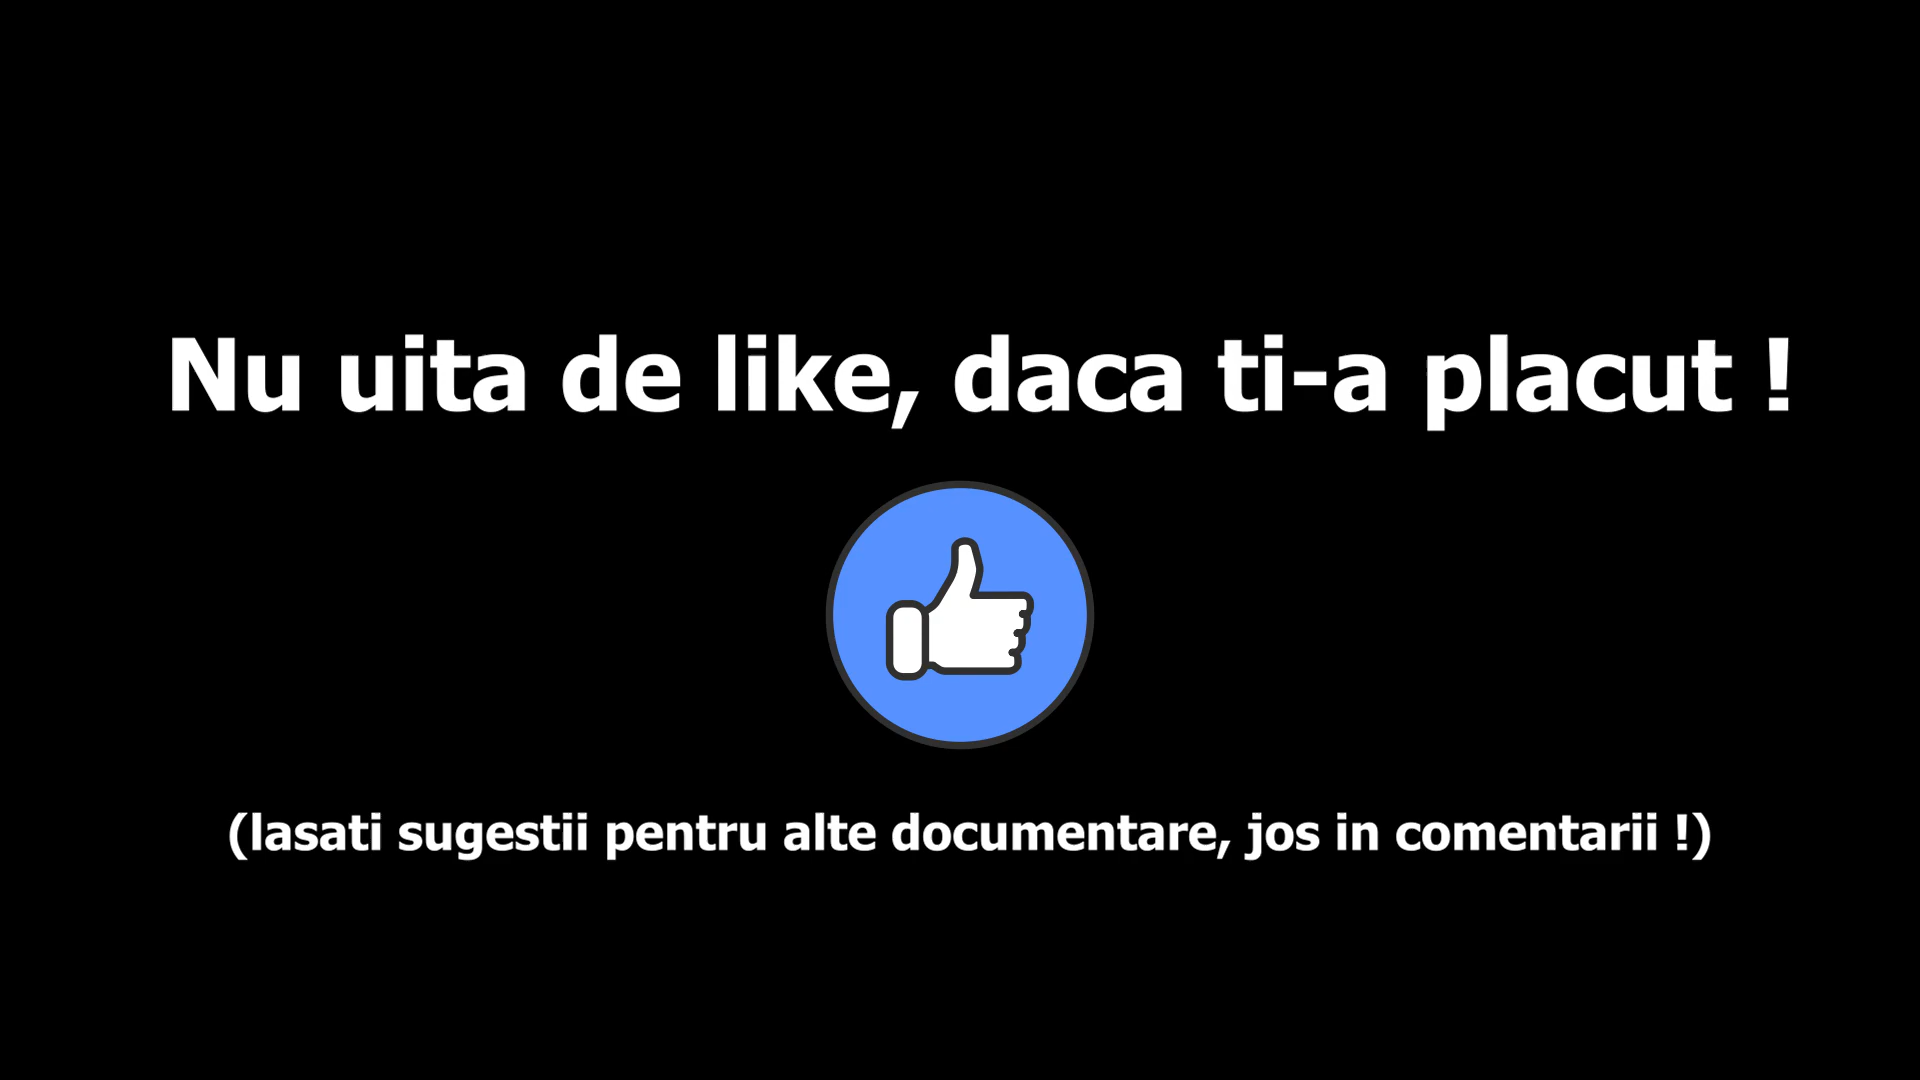 Nu uita de like, daca ti-a placut !
(lasati sugestii pentru alte documentare, jos in comentarii !)